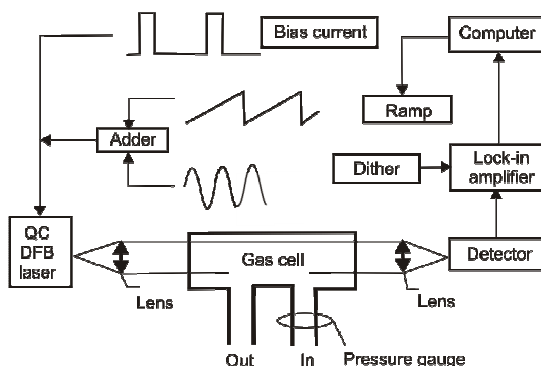 Bias current
Computer
Ramp
Adder
Dither
Lock-in
amplifier
QC
DFB
laser
Gas cell
Detector
Lens
Lens
Out
In
Pressure gauge